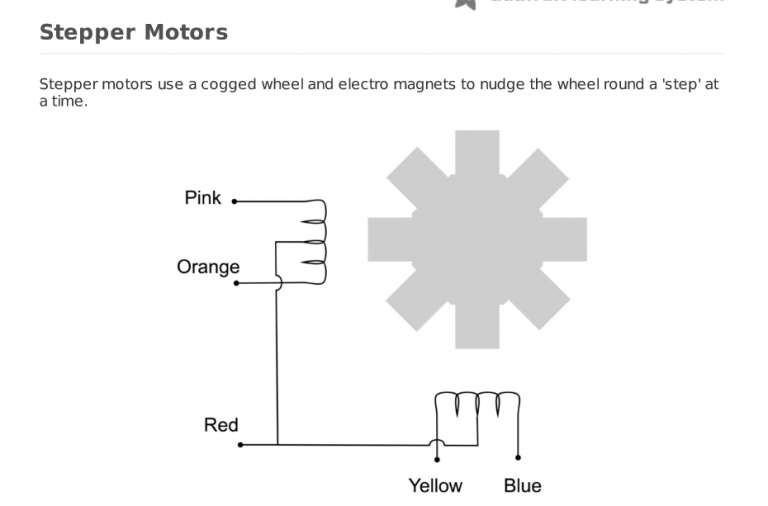 Stepper Motors
Stepper motors use a cogged wheel and electro magnets to nudge the wheel round a 'step' at
a time.
Pink
Orange
Red
Yellow
Blue